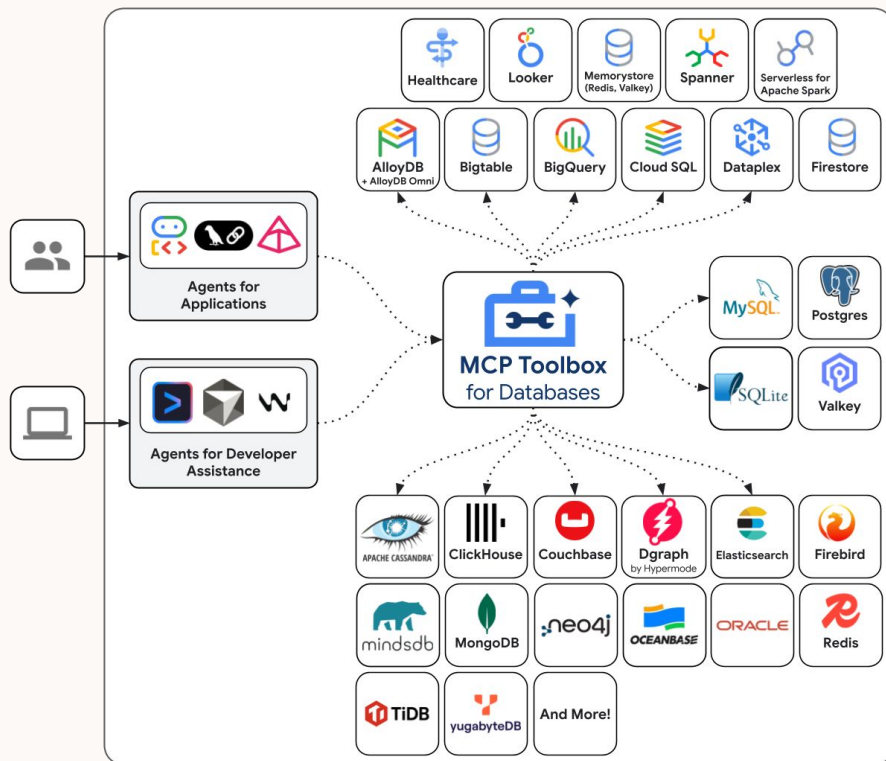 Healthcare
Looker
Memorystore
(Redis, Valkey)
Spanner
Serverless for
Apache Spark
AlloyDB
+ AlloyDB Omni
Bigtable
BigQuery
Cloud SQL
Dataplex
Firestore
Agents for
Applications
Agents for Developer
Assistance
MCP Toolbox
for Databases
MySQL
Postgres
SQLite
Valkey
APACHE CASSANDRA
ClickHouse
Couchbase
Dgraph
by Hypermode
Elasticsearch
Firebird
mindsdb
MongoDB
neo4j
OCEANBASE
ORACLE
Redis
TiDB
yugabyteDB
And More!